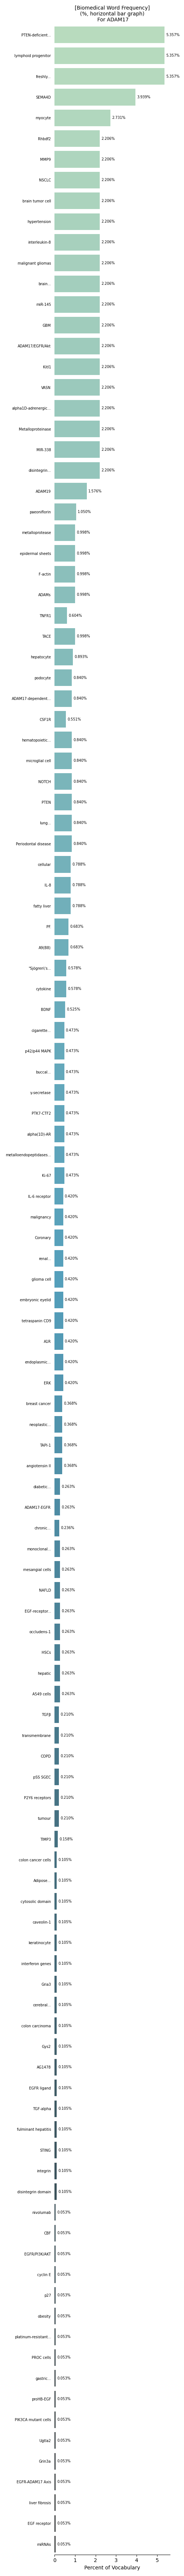 [Biomedical Word Frequency]
(%, horizontal bar graph)
For ADAM17
PTEN-deficient... 5.357%
lymphoid progenitor 5.357%
freshly... 5.357%
SEMA4D 3.939%
myocyte 2.731%
Rhbdf2 2.206%
MMP9 2.206%
NSCLC 2.206%
brain tumor cell 2.206%
hypertension 2.206%
interleukin-6 2.206%
malignant gliomas 2.206%
brain... 2.206%
miR-145 2.206%
GBM 2.206%
ADAM17/EGFR/Akt 2.206%
2.206%
VASN 2.206%
alpha1D-adrenergic... 2.206%
Metalloproteinase 2.206%
2.206%
disintegrin... 2.206%
ADAM19 1.576%
paeoniflorin 1.050%
metalloprotease 0.998%
epidermal sheets 0.998%
F-actin 0.998%
ADAMs 0.998%
TNFR1 0.604%
TACE 0.998%
hepatocyte 0.893%
podocyte 0.840%
ADAM17-dependent... 0.840%
CSF1R 0.551%
hematopoietic... 0.840%
microglial cell 0.840%
NOTCH 0.840%
PTEN 0.840%
lung... 0.840%
Periodontal disease 0.840%
cellular 0.788%
IL-8 0.788%
fatty liver 0.788%
PF 0.683%
iRhBEI 0.683%
"Sjogren's... 0.578%
cytokine 0.578%
BDNF 0.525%
cigarette... 0.473%
p42/p44 MAPK 0.473%
buccal... 0.473%
γ-secretase 0.473%
PTK7-CTF2 0.473%
alpha(1D)-AR 0.473%
metalloendopeptidases... 0.473%
Ki-67 0.473%
IL-6 receptor 0.420%
malignancy 0.420%
Coronary 0.420%
renal... 0.420%
glioma cell 0.420%
embryonic eyelid 0.420%
tetraspanin CD9 0.420%
0.420%
endoplasmic... 0.420%
ERK 0.420%
breast cancer 0.368%
neoplastic... 0.368%
PAR-1 0.368%
angiotensin II 0.368%
diabetic... 0.263%
ADAM17-EGFR 0.263%
chronic... 0.236%
monoclonal... 0.263%
mesangial cells 0.263%
NAFLD 0.263%
EGF-receptor... 0.263%
occludens-1 0.263%
HSCs 0.263%
hepatic 0.263%
A549 cells 0.263%
TGFβ 0.210%
transmembrane 0.210%
COPD 0.210%
pSS SGEC 0.210%
P2Y6 receptors 0.210%
tumour 0.210%
TIMP3 0.158%
colon cancer cells 0.105%
Adipose... 0.105%
cytosolic domain 0.105%
caveolin-1 0.105%
keratinocyte 0.105%
interferon genes 0.105%
Gria3 0.105%
cerebral... 0.105%
colon carcinoma 0.105%
Gys2 0.105%
AG1478 0.105%
EGFR ligand 0.105%
TGF-alpha 0.105%
fulminant hepatitis 0.105%
STING 0.105%
integrin 0.105%
disintegrin domain 0.105%
nivolumab 0.053%
CBF 0.053%
EGFR/PI3K/AKT 0.053%
cyclin E 0.053%
p27 0.053%
obesity 0.053%
platinum-resistant... 0.053%
PROC cells 0.053%
gastric... 0.053%
proHB-EGF 0.053%
PIK3CA mutant cells 0.053%
Ugt1a2 0.053%
Grin3a 0.053%
EGFR-ADAM17 Axis 0.053%
liver fibrosis 0.053%
EGF receptor 0.053%
miRNAs 0.053%
0 1 2 3 4 5
Percent of Vocabulary